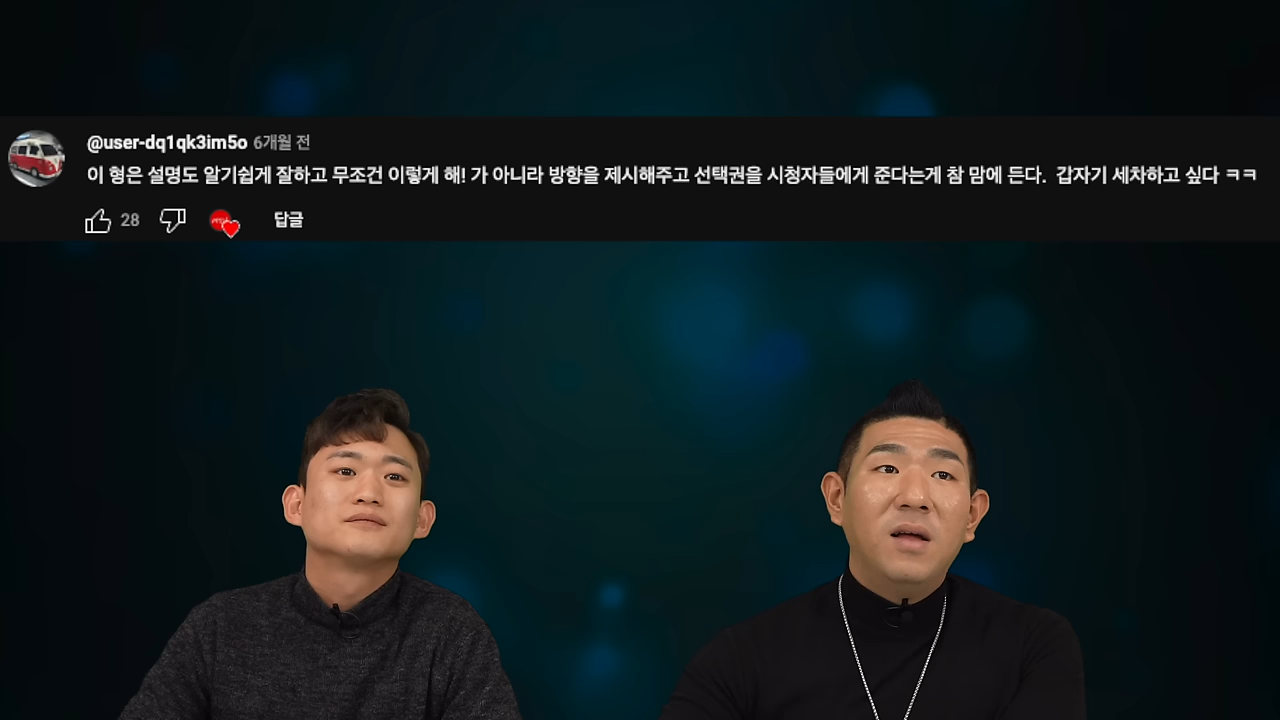 @user-dq1qk3im5o 6개월 전
이 형은 설명도 알기쉽게 잘하고 무조건 이렇게 해! 가 아니라 방향을 제시해주고 선택권을 시청자들에게 준다는게 참 맘에 든다. 갑자기 세차하고 싶다 ㅋㅋ
28 답글